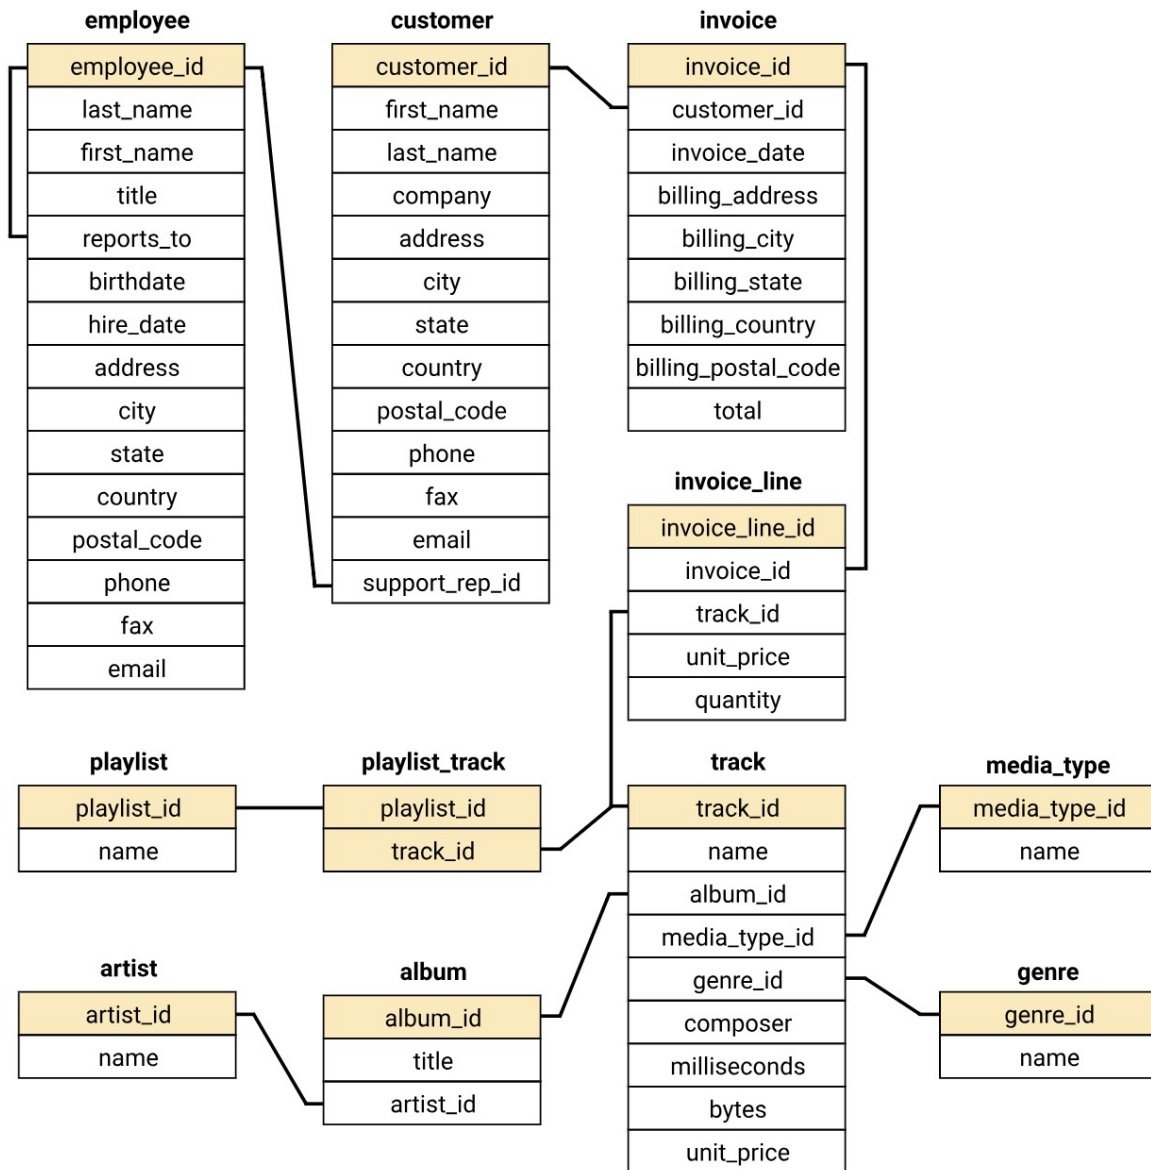 employee
employee_id
last_name
first_name
title
reports_to
birthdate
hire_date
address
city
state
country
postal_code
phone
fax
email
customer
customer_id
first_name
last_name
company
address
city
state
country
postal_code
phone
fax
email
support_rep_id
invoice
invoice_id
customer_id
invoice_date
billing_address
billing_city
billing_state
billing_country
billing_postal_code
total
invoice_line
invoice_line_id
invoice_id
track_id
unit_price
quantity
playlist
playlist_id
name
playlist_track
playlist_id
track_id
track
track_id
name
album_id
media_type_id
genre_id
composer
milliseconds
bytes
unit_price
media_type
media_type_id
name
artist
artist_id
name
album
album_id
title
artist_id
genre
genre_id
name